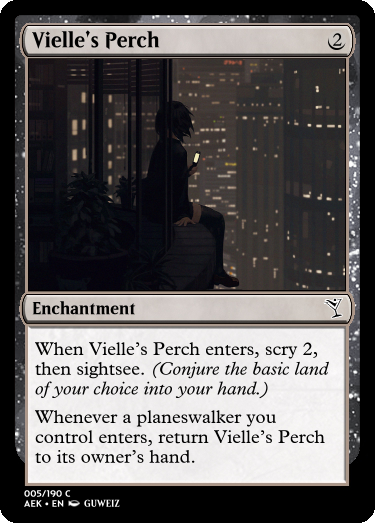 Vielle's Perch 2
Enchantment
When Vielle's Perch enters, scry 2,
then sightsee. (Conjure the basic land
of your choice into your hand.)
Whenever a planeswalker you
control enters, return Vielle's Perch
to its owner's hand.
005/190 C
AEK • EN GUWEIZ